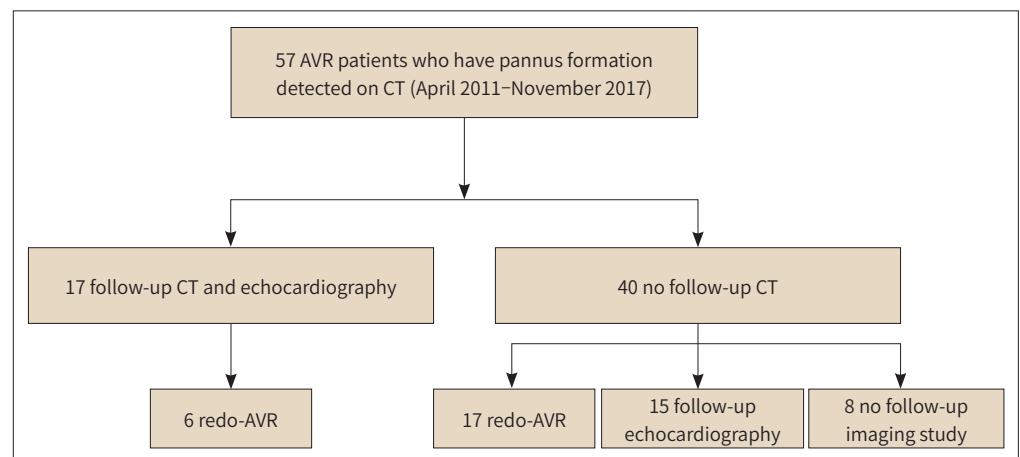 57 AVR patients who have pannus formation
detected on CT (April 2011–November 2017)
17 follow-up CT and echocardiography
40 no follow-up CT
6 redo-AVR
17 redo-AVR
15 follow-up
echocardiography
8 no follow-up
imaging study